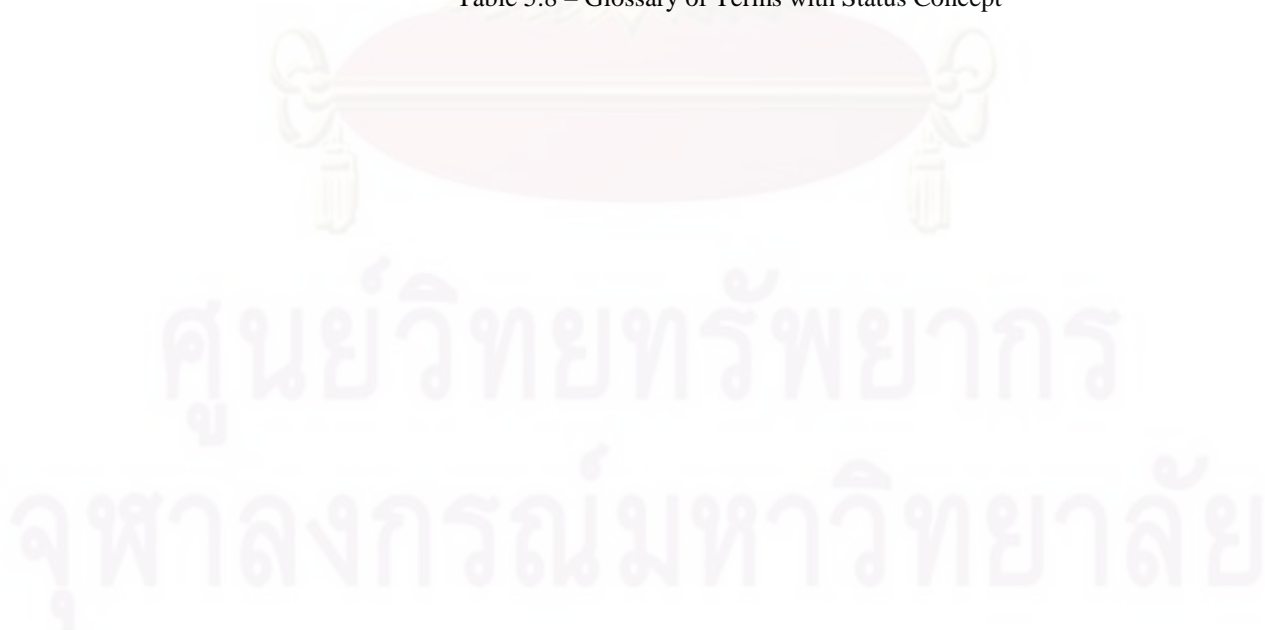 Table 5.8 – Glossary of Terms with Status Concept
ศูนย์วิทยทรัพยากร
จุฬาลงกรณ์มหาวิทยาลัย